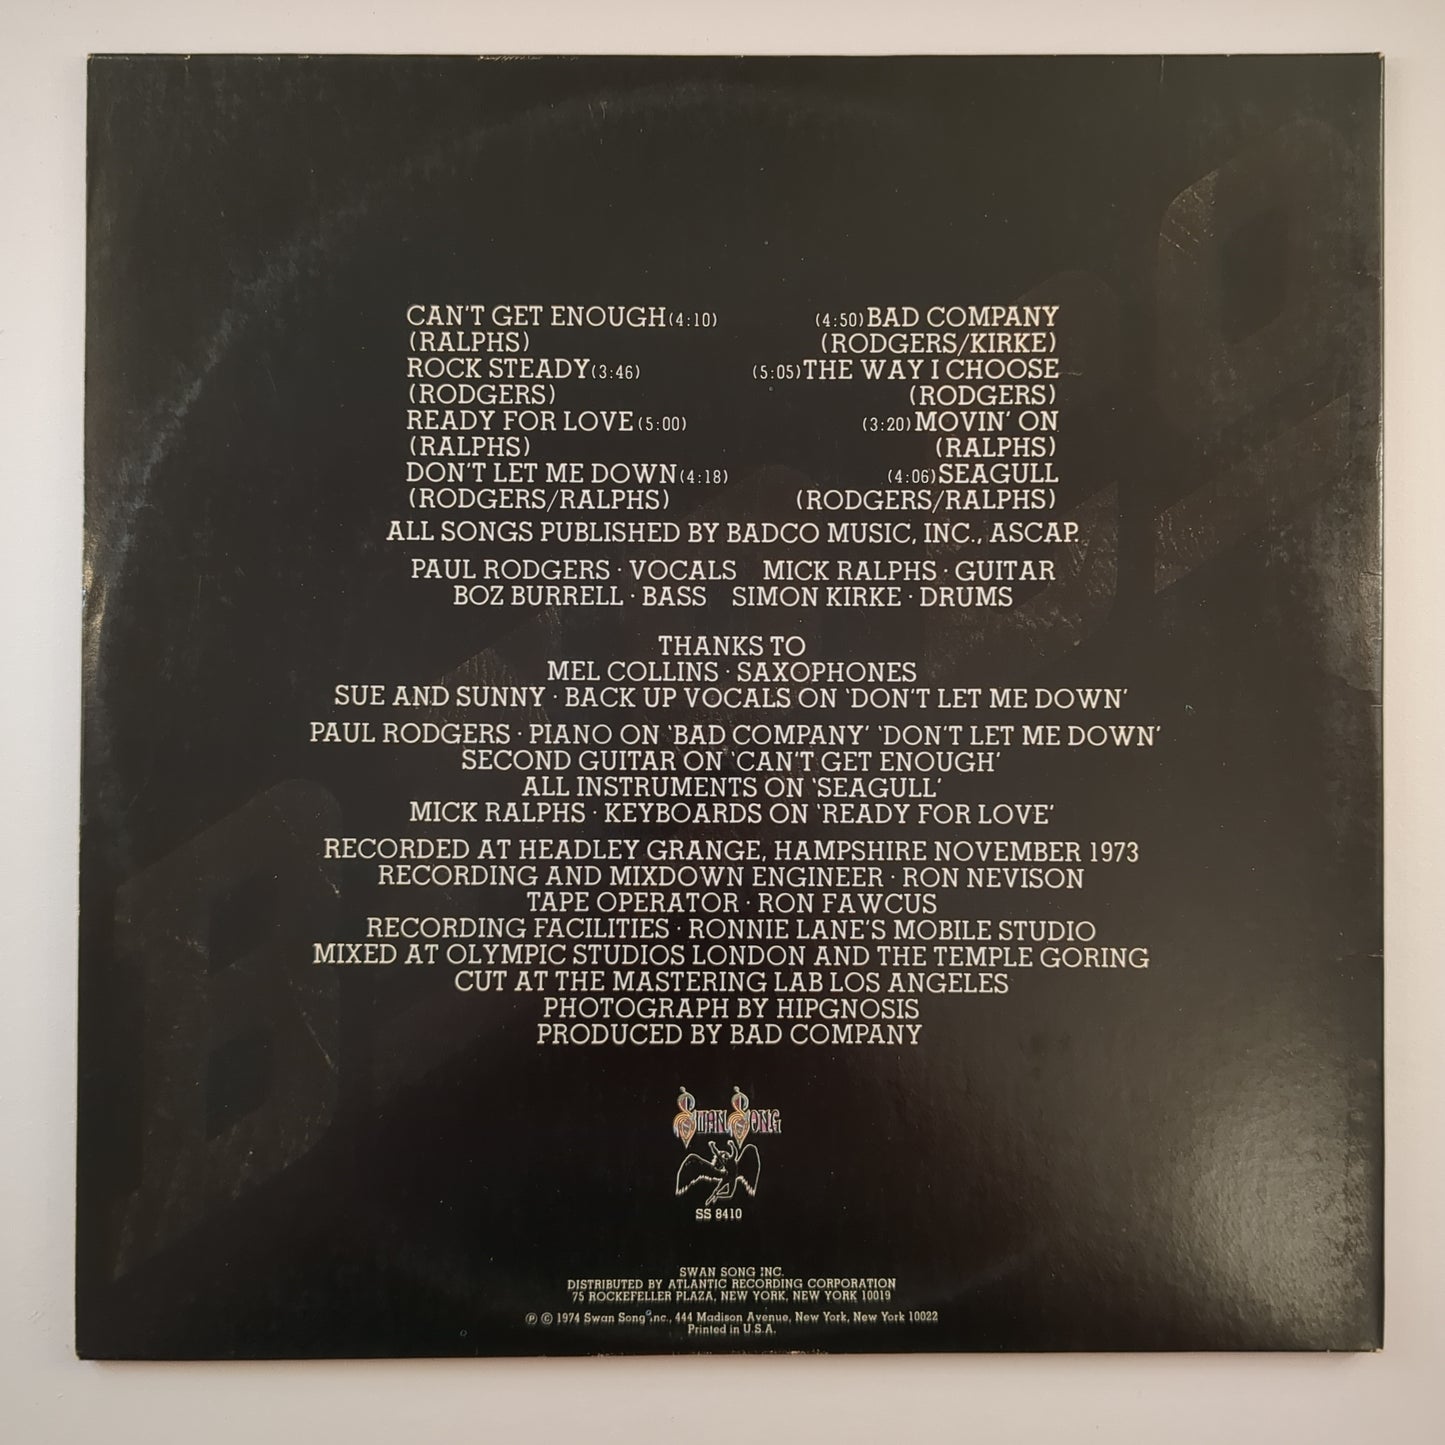 CAN'T GET ENOUGH (4:10)
(RALPHS)
ROCK STEADY (3:46)
(RODGERS)
READY FOR LOVE (5:00)
(RALPHS)
DON'T LET ME DOWN (4:18)
(RODGERS/RALPHS)
(4:50) BAD COMPANY
(RODGERS/KIRKE)
(5:05) THE WAY I CHOOSE
(RODGERS)
(3:20) MOVIN' ON
(RALPHS)
(4:06) SEAGULL
(RODGERS/RALPHS)
ALL SONGS PUBLISHED BY BADCO MUSIC, INC., ASCAP.
PAUL RODGERS · VOCALS MICK RALPHS · GUITAR
BOZ BURRELL · BASS SIMON KIRKE · DRUMS
THANKS TO
MEL COLLINS · SAXOPHONES
SUE AND SUNNY · BACK UP VOCALS ON 'DON'T LET ME DOWN'
PAUL RODGERS · PIANO ON 'BAD COMPANY' 'DON'T LET ME DOWN'
SECOND GUITAR ON 'CAN'T GET ENOUGH'
ALL INSTRUMENTS ON 'SEAGULL'
MICK RALPHS · KEYBOARDS ON 'READY FOR LOVE'
RECORDED AT HEADLEY GRANGE, HAMPSHIRE NOVEMBER 1973
RECORDING AND MIXDOWN ENGINEER · RON NEVISON
TAPE OPERATOR · RON FAWCUS
RECORDING FACILITIES · RONNIE LANE'S MOBILE STUDIO
MIXED AT OLYMPIC STUDIOS LONDON AND THE TEMPLE GORING
CUT AT THE MASTERING LAB LOS ANGELES
PHOTOGRAPH BY HIPGNOSIS
PRODUCED BY BAD COMPANY
SWAN SONG
SS 8410
SWAN SONG INC.
DISTRIBUTED BY ATLANTIC RECORDING CORPORATION
75 ROCKEFELLER PLAZA, NEW YORK, NEW YORK 10019
℗ © 1974 Swan Song Inc., 444 Madison Avenue, New York, New York 10022
Printed in U.S.A.